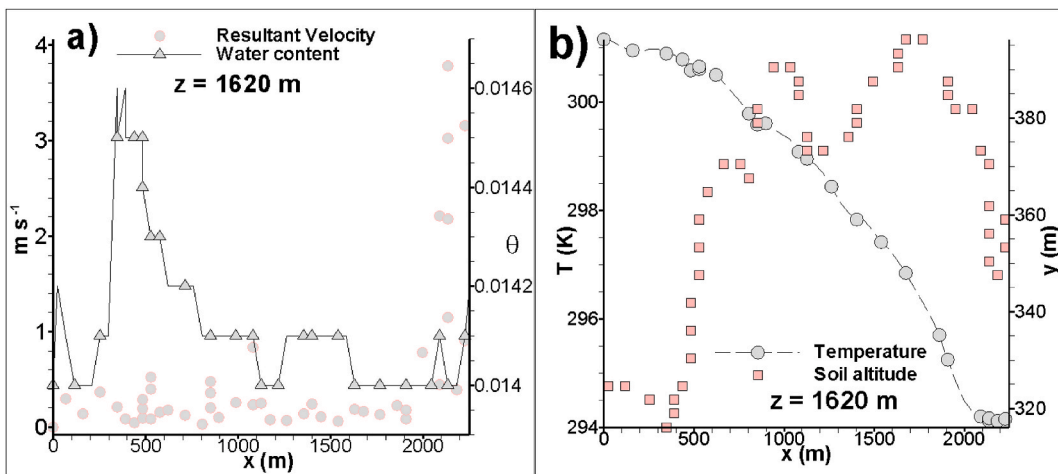 a)
Resultant Velocity
Water content
z = 1620 m
4
3
2
1
0
m s⁻¹
0.0146
0.0144
0.0142
0.014
θ
0
500
1000
1500
2000
x (m)
b)
300
298
296
294
T (K)
380
360
340
320
y (m)
Temperature
Soil altitude
z = 1620 m
0
500
1000
1500
2000
x (m)